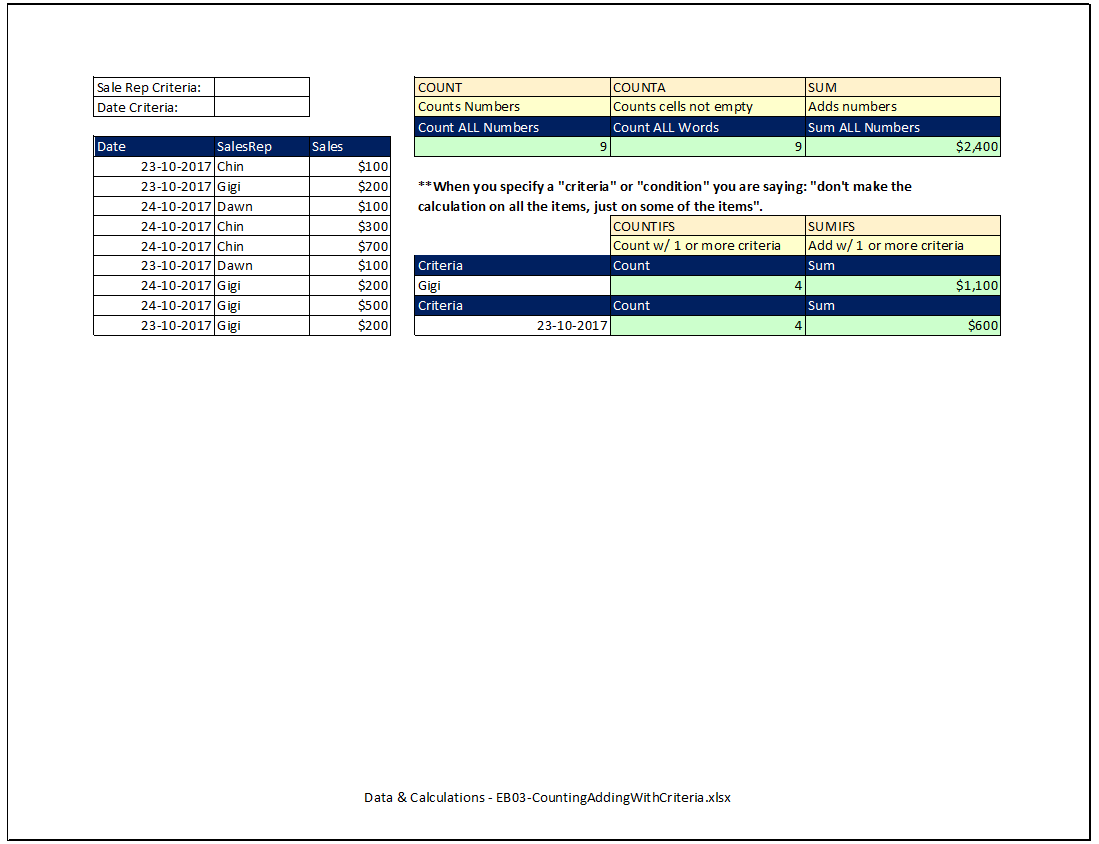 Sale Rep Criteria:
Date Criteria:
Date SalesRep Sales
23-10-2017 Chin $100
23-10-2017 Gigi $200
24-10-2017 Dawn $100
24-10-2017 Chin $300
24-10-2017 Chin $700
23-10-2017 Dawn $100
24-10-2017 Gigi $200
24-10-2017 Gigi $500
23-10-2017 Gigi $200
COUNT COUNTA SUM
Counts Numbers Counts cells not empty Adds numbers
Count ALL Numbers Count ALL Words Sum ALL Numbers
9 9 $2,400
**When you specify a "criteria" or "condition" you are saying: "don't make the
calculation on all the items, just on some of the items".
COUNTIFS SUMIFS
Count w/ 1 or more criteria Add w/ 1 or more criteria
Criteria Count Sum
Gigi 4 $1,100
Criteria Count Sum
23-10-2017 4 $600
Data & Calculations - EB03-CountingAddingWithCriteria.xlsx